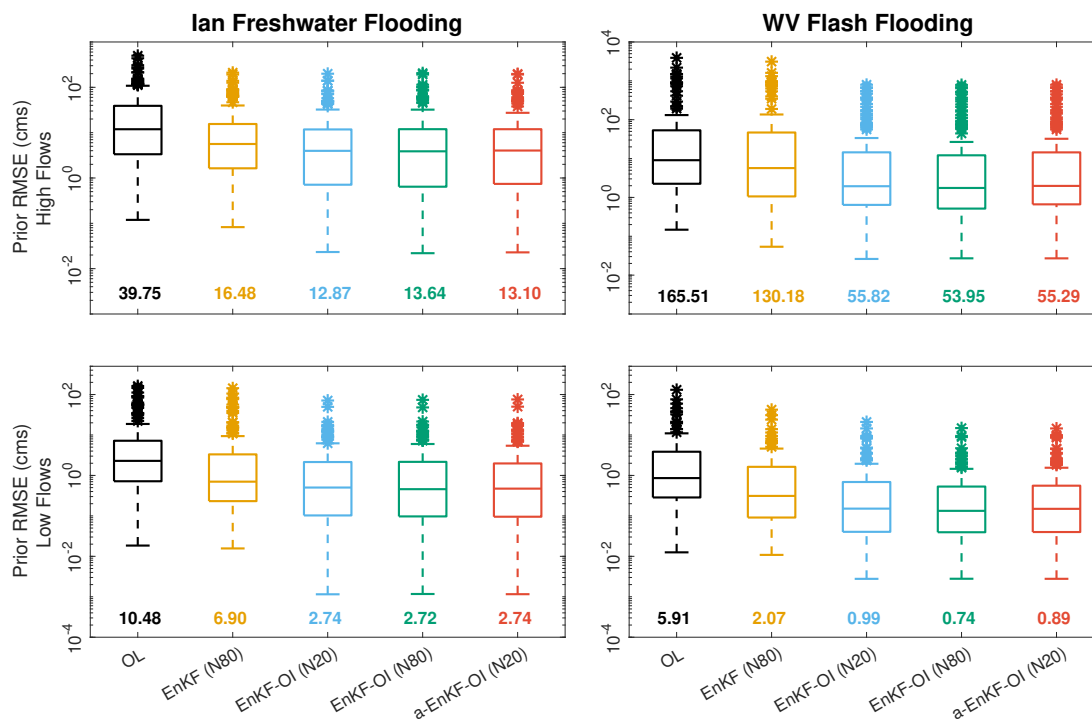 Ian Freshwater Flooding
WV Flash Flooding
Prior RMSE (cms)
High Flows
10^2
10^0
10^-2
39.75 16.48 12.87 13.64 13.10
10^4
10^2
10^0
10^-2
165.51 130.18 55.82 53.95 55.29
Prior RMSE (cms)
Low Flows
10^2
10^0
10^-2
10^-4
10.48 6.90 2.74 2.72 2.74
10^2
10^0
10^-2
10^-4
5.91 2.07 0.99 0.74 0.89
OL
EnKF (N80)
EnKF-OI (N20)
EnKF-OI (N80)
a-EnKF-OI (N20)
OL
EnKF (N80)
EnKF-OI (N20)
EnKF-OI (N80)
a-EnKF-OI (N20)